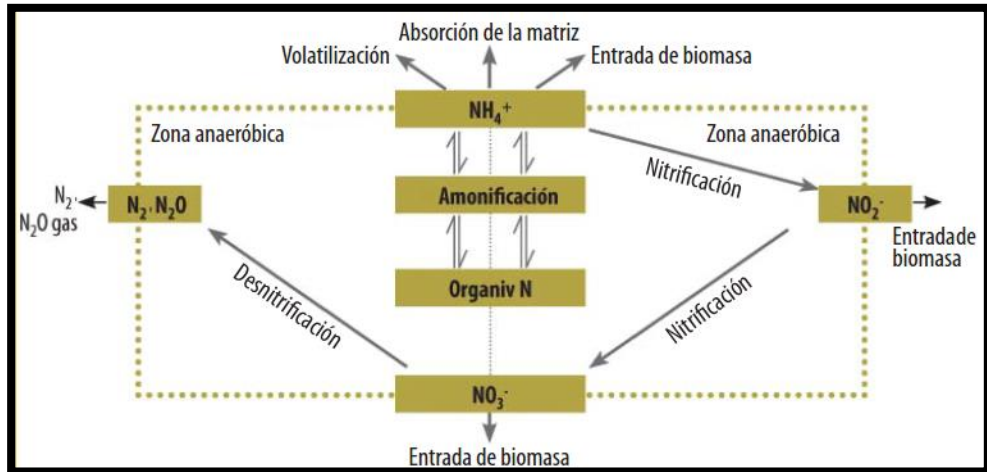 Absorción de la matriz
Volatilización
Entrada de biomasa
NH₄⁺
Zona anaeróbica
Zona anaeróbica
Nitrificación
Amonificación
N₂,
N₂O gas
N₂,N₂O
NO₂⁻
Entradade
biomasa
Organiv N
Desnitrificación
Nitrificación
NO₃⁻
Entrada de biomasa